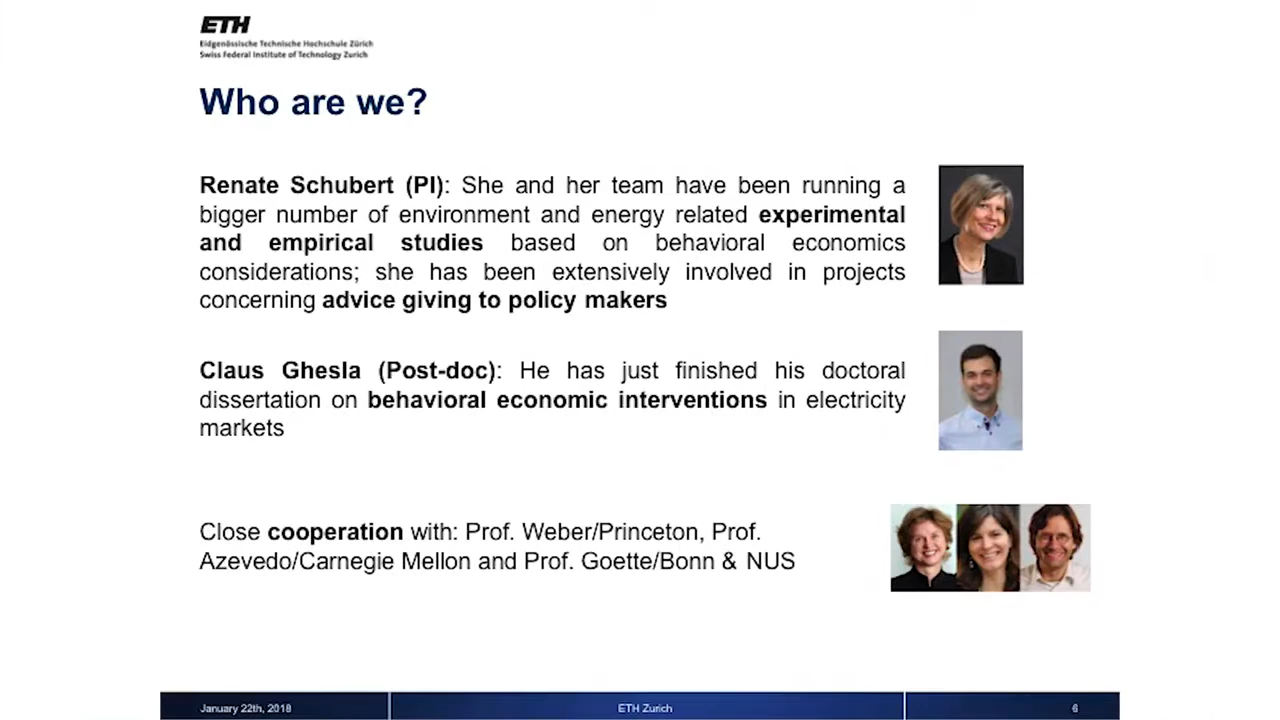 ETH
Eidgenössische Technische Hochschule Zürich
Swiss Federal Institute of Technology Zurich
Who are we?
Renate Schubert (PI): She and her team have been running a
bigger number of environment and energy related experimental
and empirical studies based on behavioral economics
considerations; she has been extensively involved in projects
concerning advice giving to policy makers
Claus Ghesla (Post-doc): He has just finished his doctoral
dissertation on behavioral economic interventions in electricity
markets
Close cooperation with: Prof. Weber/Princeton, Prof.
Azevedo/Carnegie Mellon and Prof. Goette/Bonn & NUS
January 22th, 2018
ETH Zurich
6